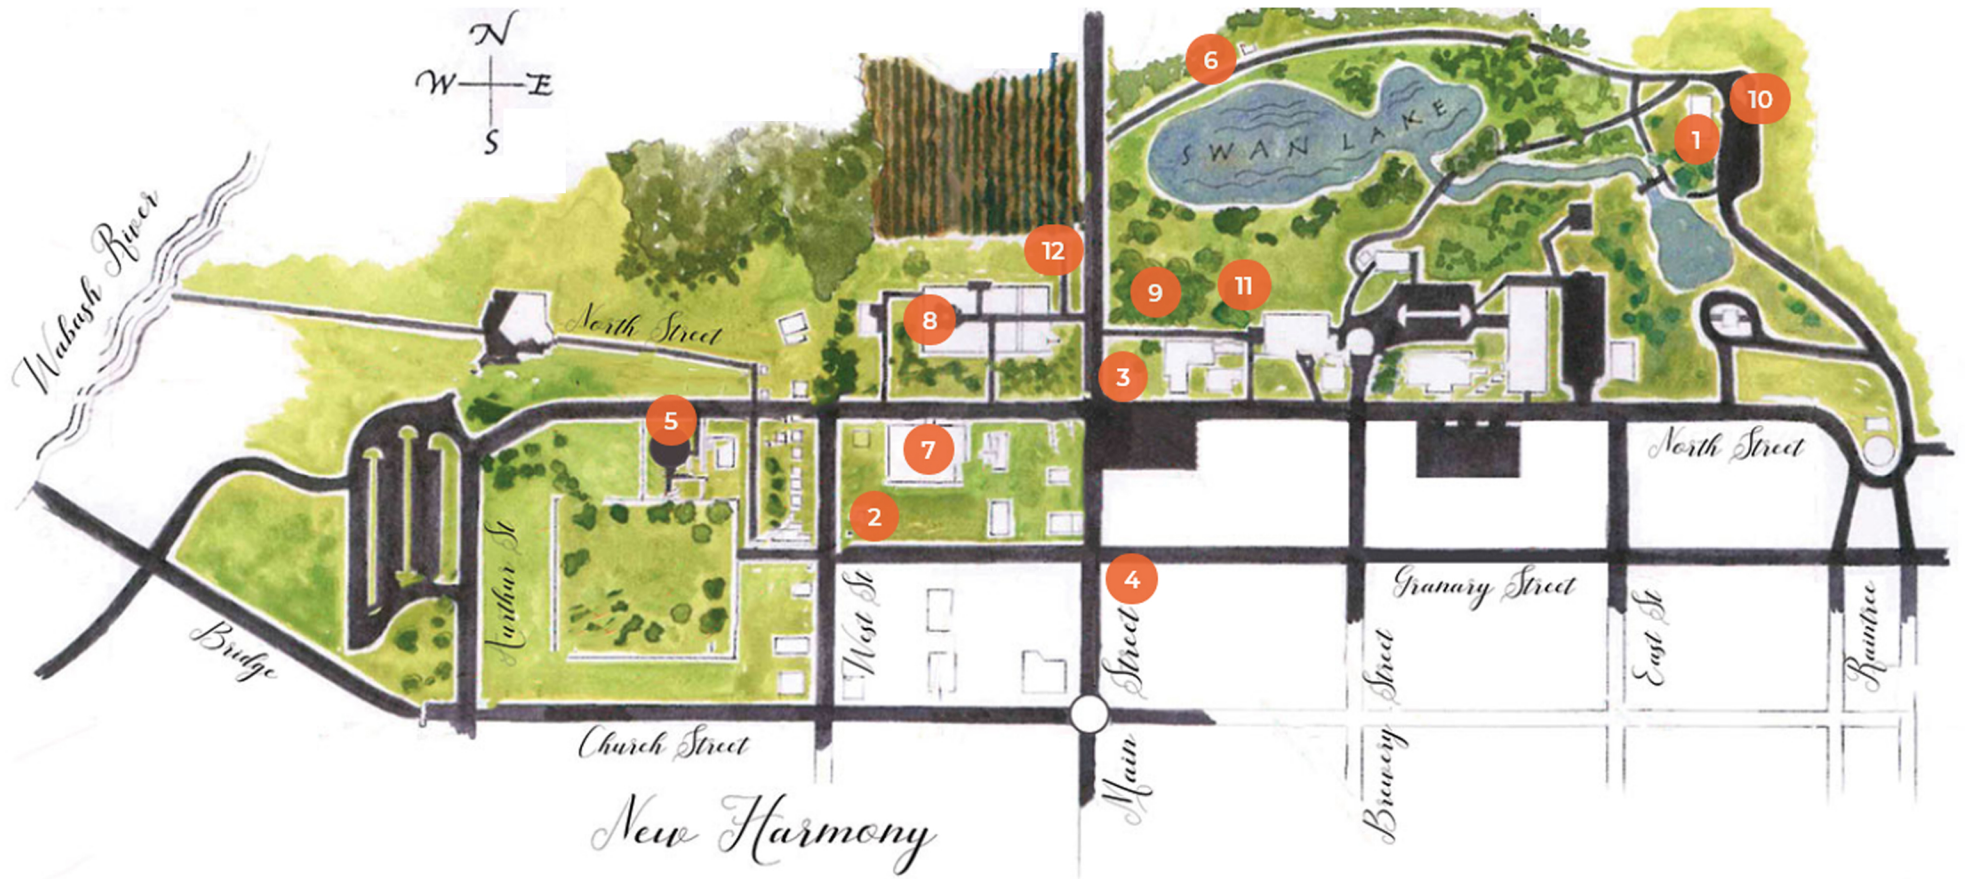 N
W E
S
6
10
SWAN LAKE
1
Wabash River
12
9
11
8
North Street
3
5
7
North Street
2
Aurthur St
4
Granary Street
West St
Bridge
Main Street
Brewery Street
East St
Raintree
Church Street
New Harmony